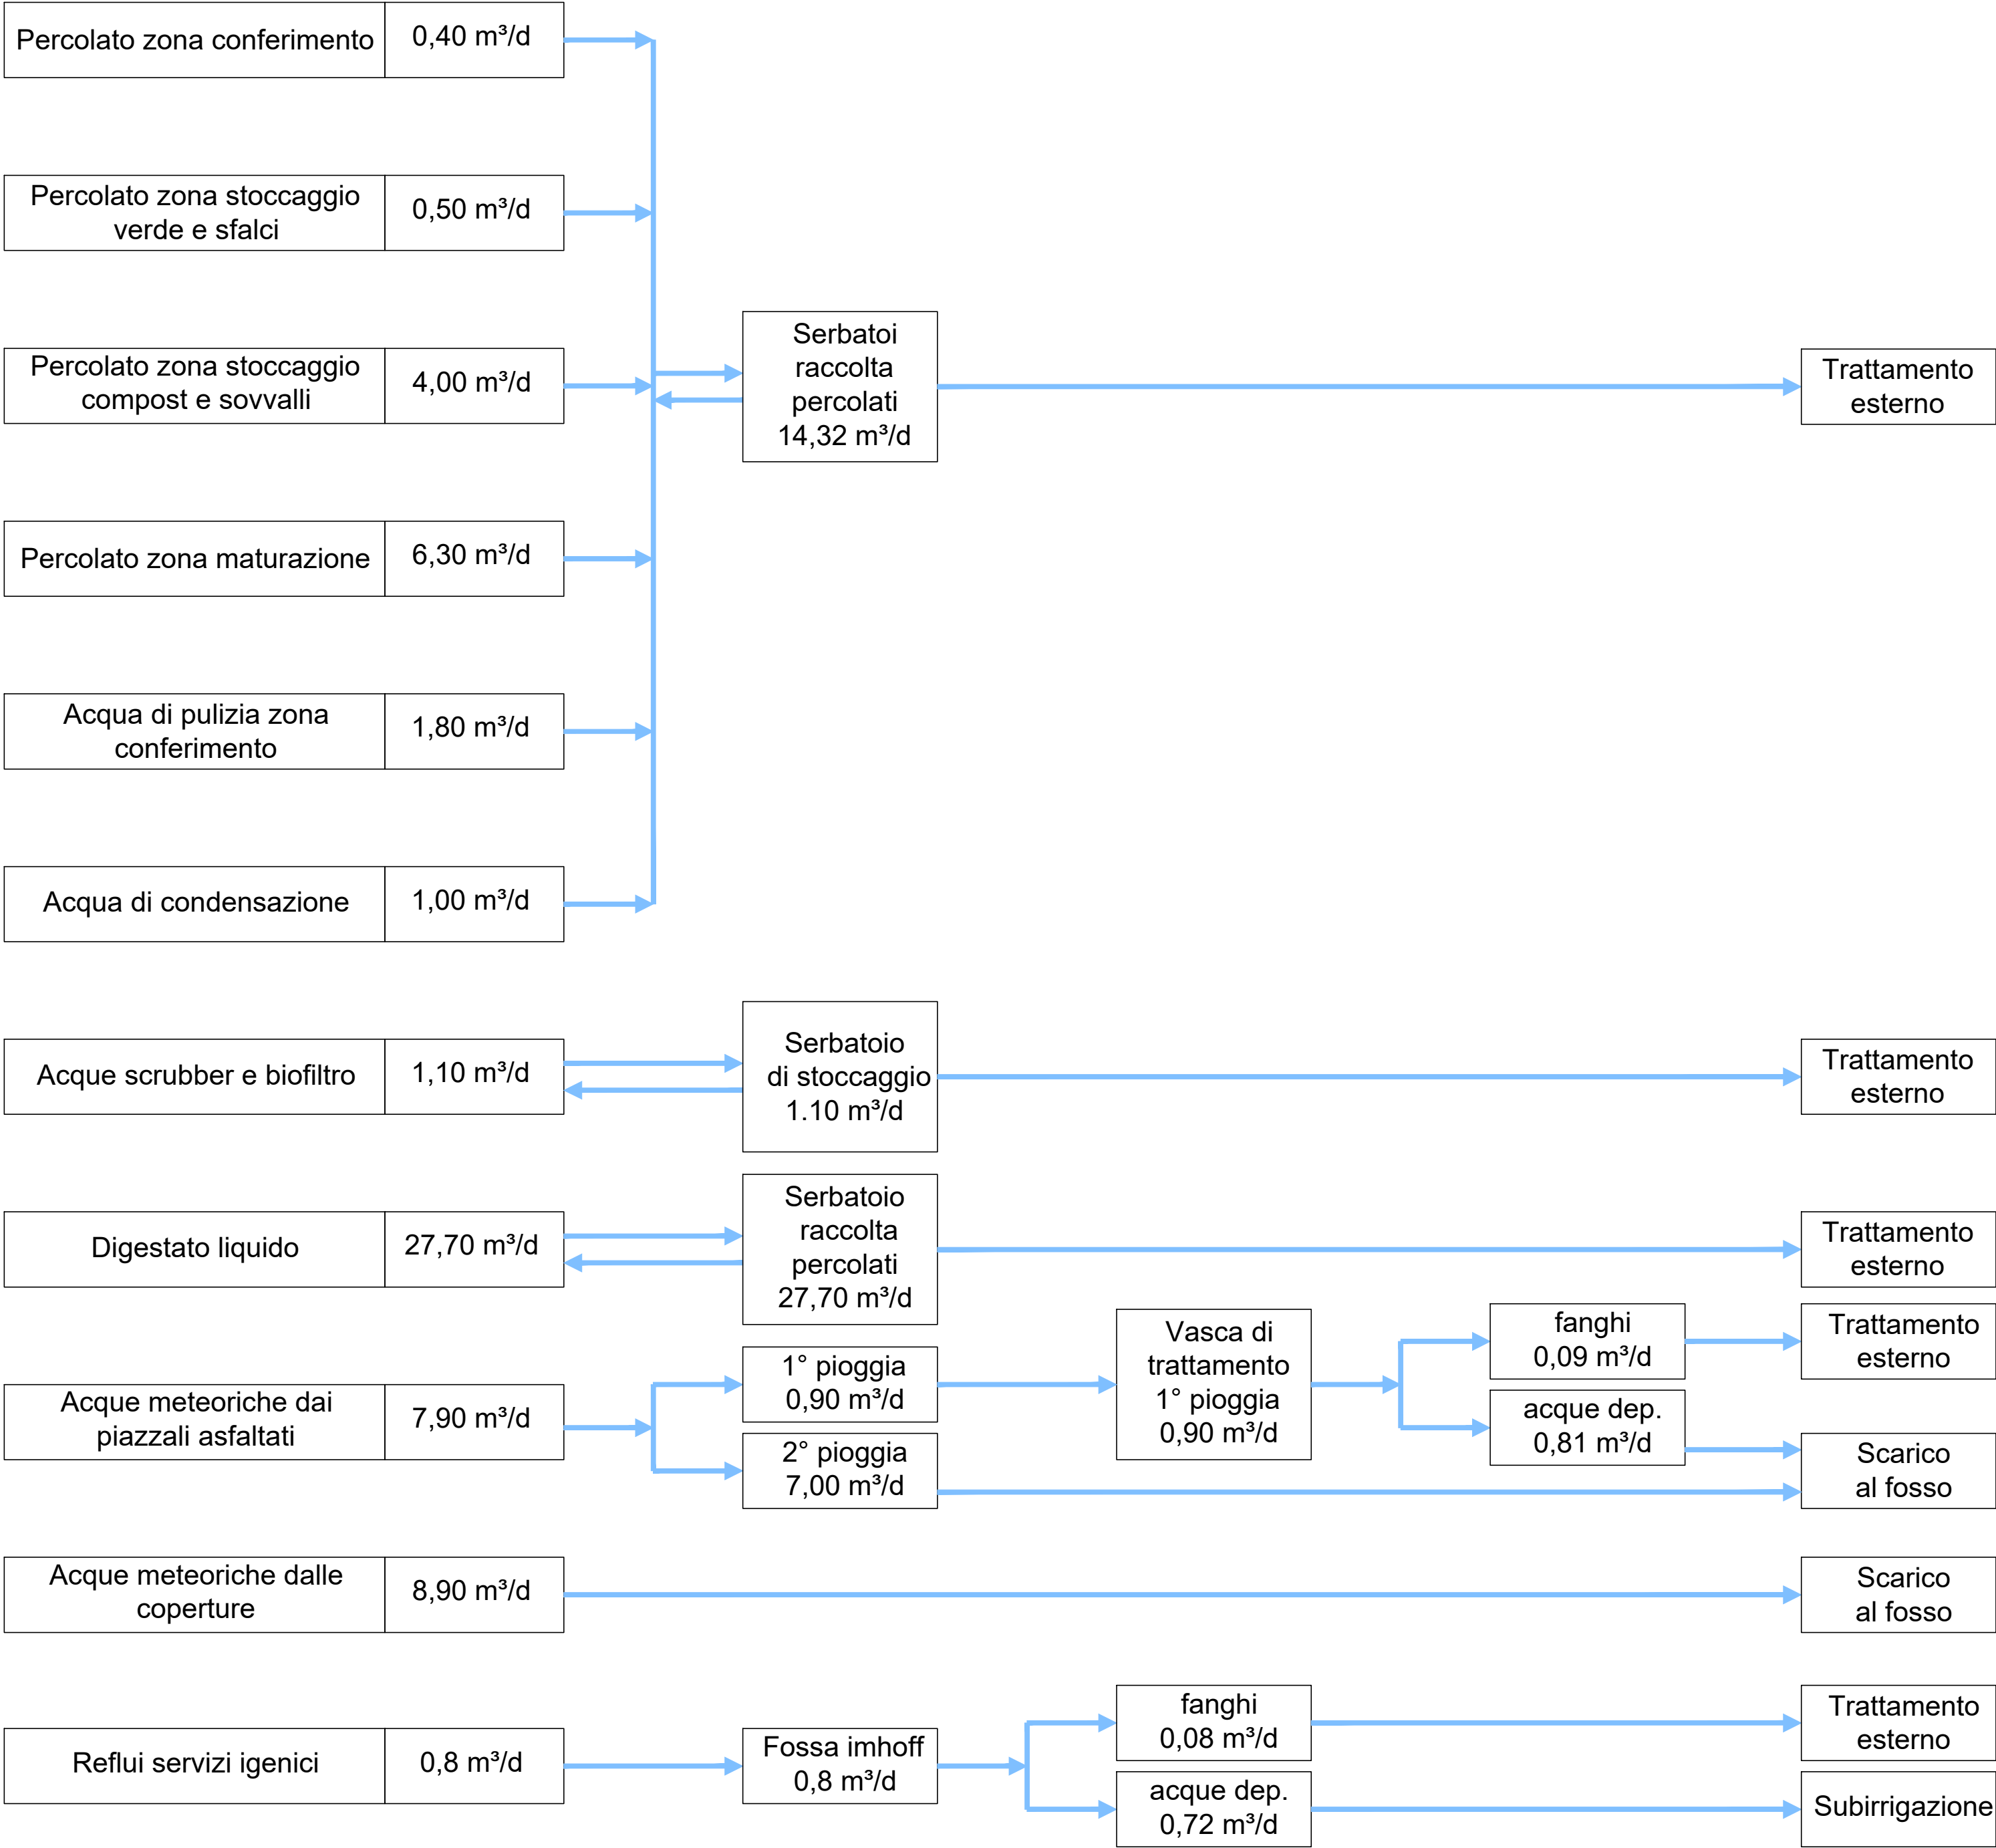 Percolato zona conferimento
0,40 m³/d
Percolato zona stoccaggio
verde e sfalci
0,50 m³/d
Percolato zona stoccaggio
compost e sovvalli
4,00 m³/d
Serbatoi
raccolta
percolati
14,32 m³/d
Trattamento
esterno
Percolato zona maturazione
6,30 m³/d
Acqua di pulizia zona
conferimento
1,80 m³/d
Acqua di condensazione
1,00 m³/d
Acque scrubber e biofiltro
1,10 m³/d
Serbatoio
di stoccaggio
1.10 m³/d
Trattamento
esterno
Digestato liquido
27,70 m³/d
Serbatoio
raccolta
percolati
27,70 m³/d
Trattamento
esterno
Acque meteoriche dai
piazzali asfaltati
7,90 m³/d
1° pioggia
0,90 m³/d
2° pioggia
7,00 m³/d
Vasca di
trattamento
1° pioggia
0,90 m³/d
fanghi
0,09 m³/d
acque dep.
0,81 m³/d
Trattamento
esterno
Scarico
al fosso
Acque meteoriche dalle
coperture
8,90 m³/d
Scarico
al fosso
Reflui servizi igenici
0,8 m³/d
Fossa imhoff
0,8 m³/d
fanghi
0,08 m³/d
acque dep.
0,72 m³/d
Trattamento
esterno
Subirrigazione